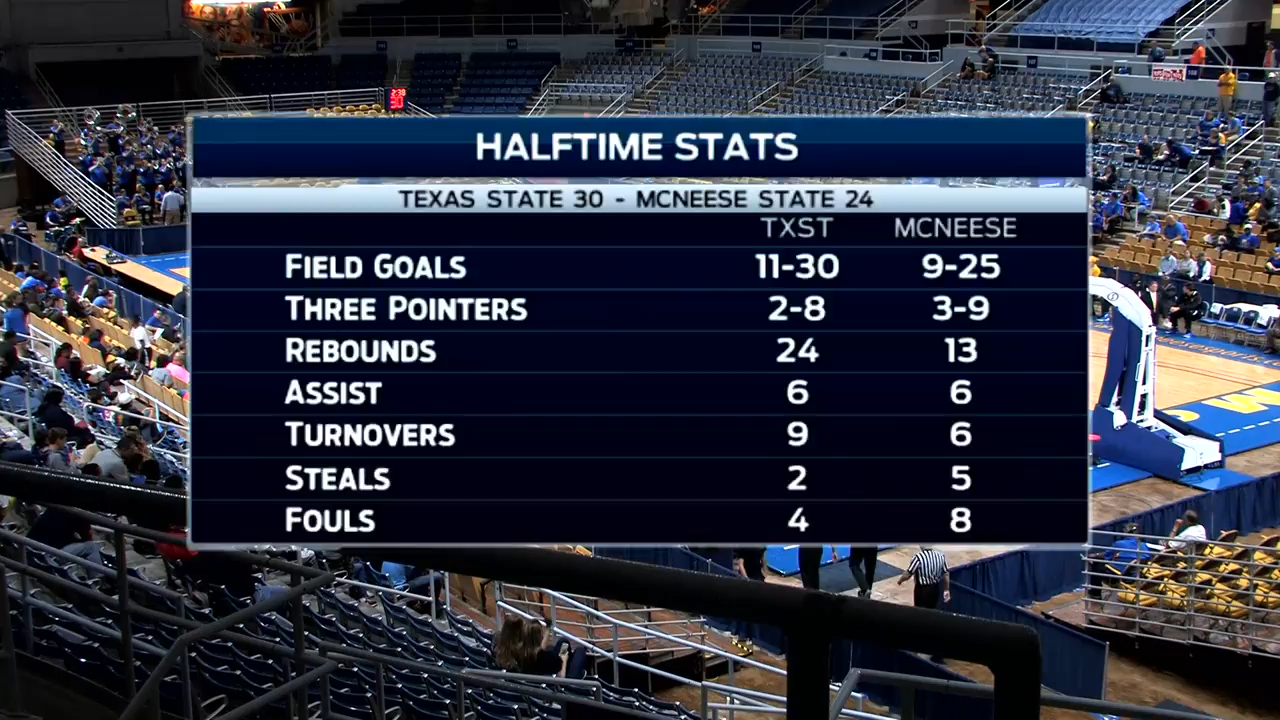 HALFTIME STATS
TEXAS STATE 30 - MCNEESE STATE 24
TXST MCNEESE
FIELD GOALS 11-30 9-25
THREE POINTERS 2-8 3-9
REBOUNDS 24 13
ASSIST 6 6
TURNOVERS 9 6
STEALS 2 5
FOULS 4 8